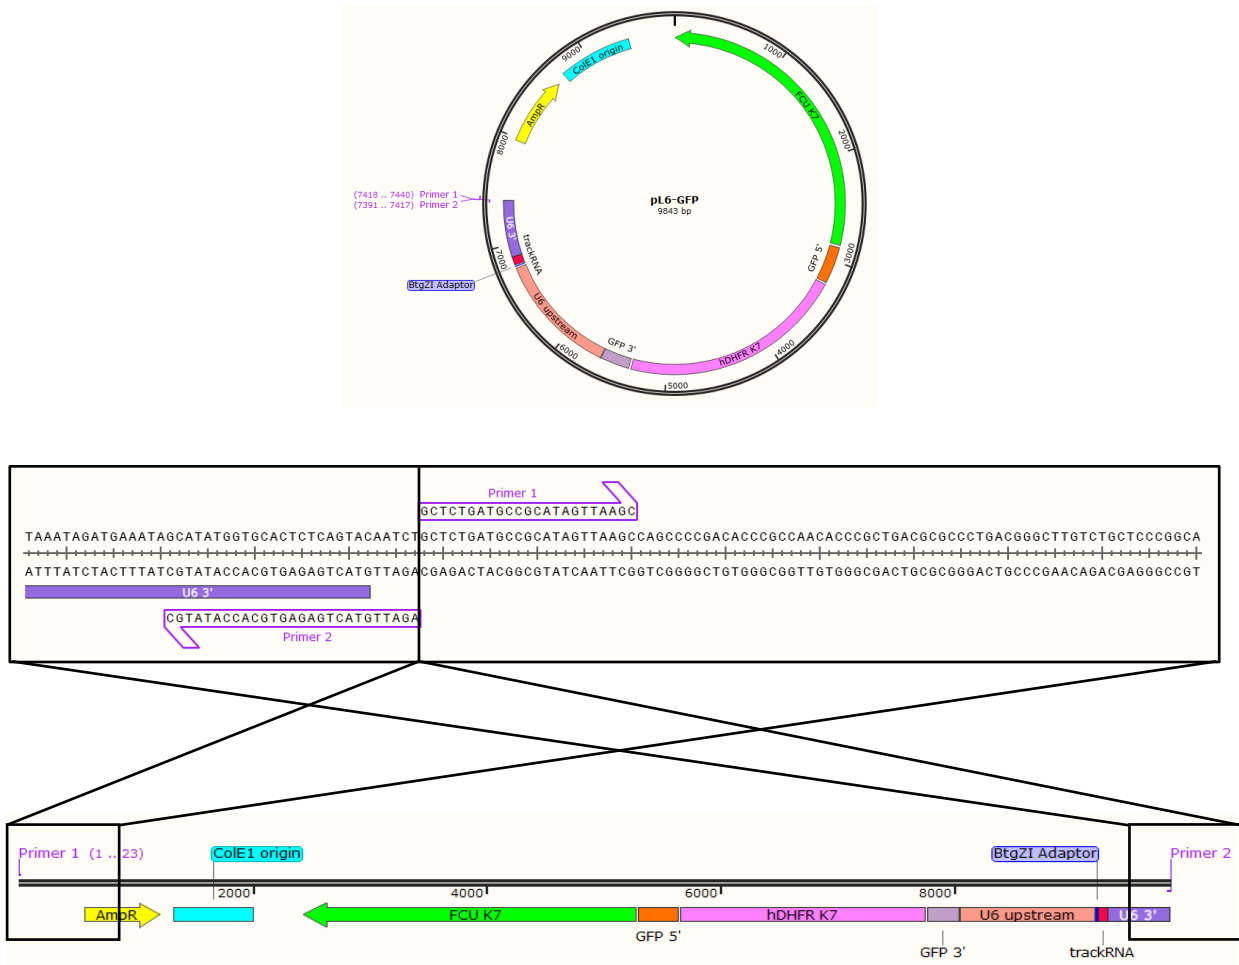 9000
1000
ColE1 origin
AmpR
FCU K7
8000
2000
(7418 .. 7440) Primer 1
(7391 .. 7417) Primer 2
pL6-GFP
9843 bp
U6 3'
trackRNA
7000
GFP 5'
3000
BtgZI Adaptor
U6 upstream
GFP 3'
hDHFR K7
6000
4000
5000
Primer 1
GCTCTGATGCCGCATAGTTAAGC
TAAATAGATGAAATAGCATATGGTGCACTCTCAGTACAATCTGCTCTGATGCCGCATAGTTAAGCCAGCCCCGACACCCGCCAACACCCGCTGACGCGCCCTGACGGGCTTGTCTGCTCCCGGCA
ATTTATCTACTTTATCGTATACCACGTGAGAGTCATGTTAGACGAGACTACGGCGTATCAATTCGGTCGGGGCTGTGGGCGGTTGTGGGCGACTGCGCGGGACTGCCCGAACAGACGAGGGCCGT
U6 3'
CGTATACCACGTGAGAGTCATGTTAGA
Primer 2
Primer 1 (1 .. 23)
ColE1 origin
BtgZI Adaptor
Primer 2
2000
4000
6000
8000
AmpR
FCU K7
hDHFR K7
U6 upstream
U6 3'
GFP 5'
GFP 3'
trackRNA